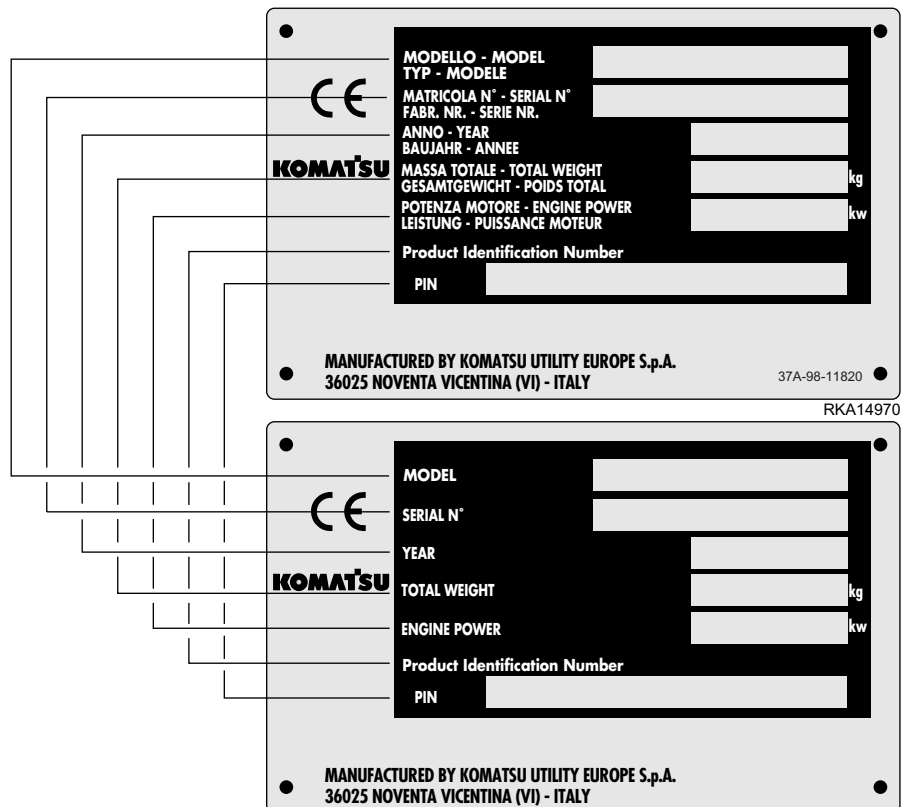 MODELLO - MODEL
TYP - MODELE
CE
MATRICOLA N° - SERIAL N°
FABR. NR. - SERIE NR.
ANNO - YEAR
BAUJAHR - ANNEE
KOMATSU
MASSA TOTALE - TOTAL WEIGHT
GESAMTGEWICHT - POIDS TOTAL
kg
POTENZA MOTORE - ENGINE POWER
LEISTUNG - PUISSANCE MOTEUR
kw
Product Identification Number
PIN
MANUFACTURED BY KOMATSU UTILITY EUROPE S.p.A.
36025 NOVENTA VICENTINA (VI) - ITALY
37A-98-11820
RKA14970
MODEL
CE
SERIAL N°
YEAR
KOMATSU
TOTAL WEIGHT
kg
ENGINE POWER
kw
Product Identification Number
PIN
MANUFACTURED BY KOMATSU UTILITY EUROPE S.p.A.
36025 NOVENTA VICENTINA (VI) - ITALY